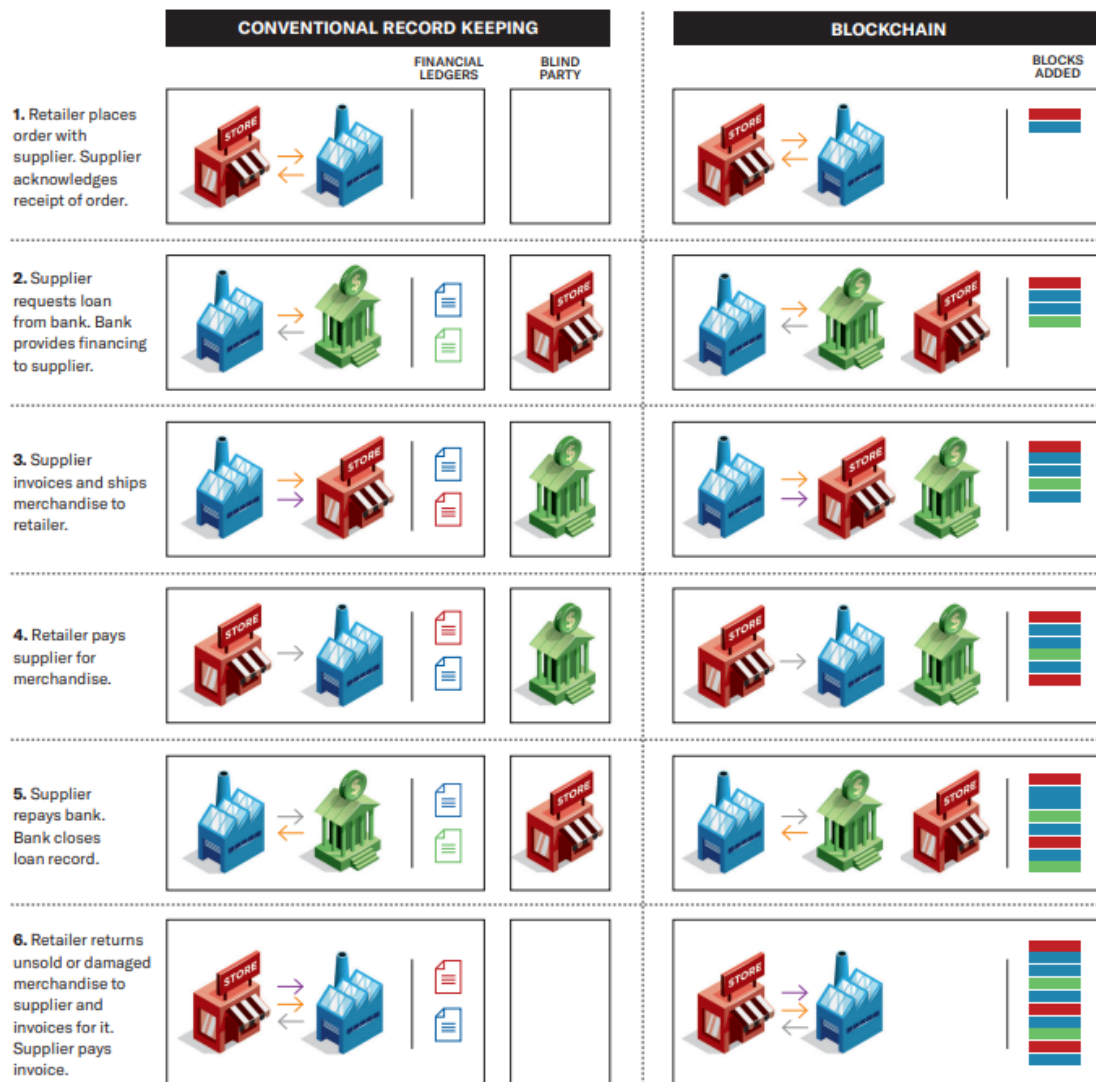 CONVENTIONAL RECORD KEEPING
BLOCKCHAIN
FINANCIAL
LEDGERS
BLIND
PARTY
BLOCKS
ADDED
1. Retailer places
order with
supplier. Supplier
acknowledges
receipt of order.
STORE
STORE
2. Supplier
requests loan
from bank. Bank
provides financing
to supplier.
$
STORE
$
STORE
3. Supplier
invoices and ships
merchandise to
retailer.
STORE
$
STORE
$
4. Retailer pays
supplier for
merchandise.
STORE
$
STORE
$
5. Supplier
repays bank.
Bank closes
loan record.
$
STORE
$
STORE
6. Retailer returns
unsold or damaged
merchandise to
supplier and
invoices for it.
Supplier pays
invoice.
STORE
STORE